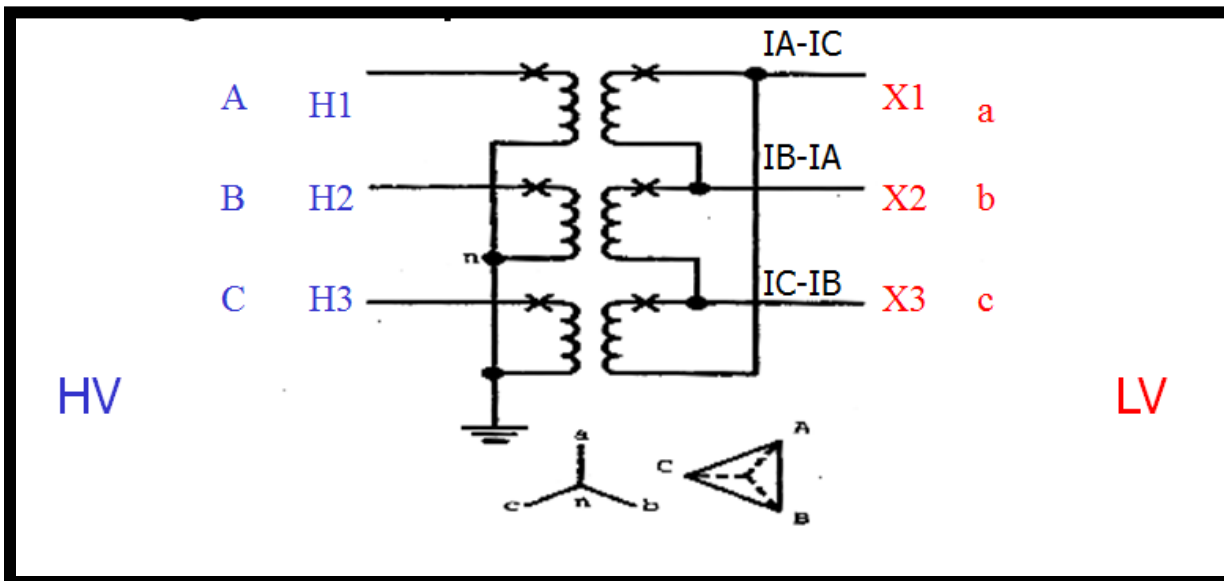 IA-IC
A H1 X1 a
IB-IA
B H2 X2 b
n
IC-IB
C H3 X3 c
HV LV
a
c n b
A
C
B